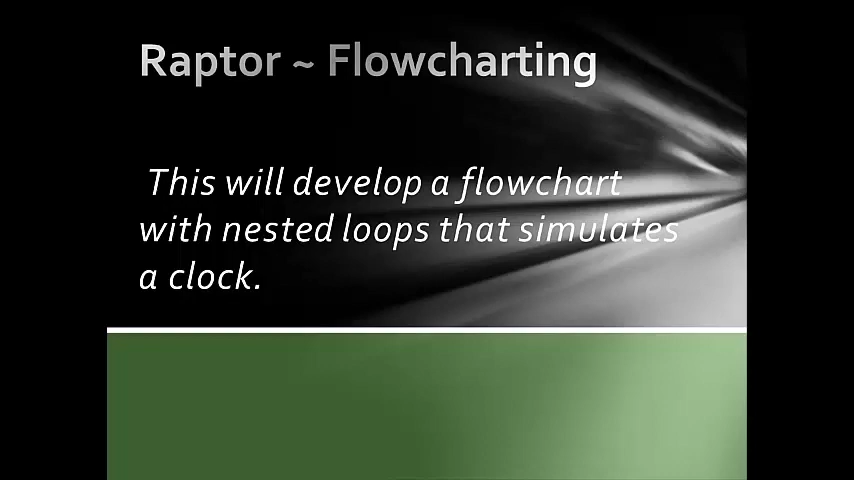 Raptor ~ Flowcharting
This will develop a flowchart
with nested loops that simulates
a clock.